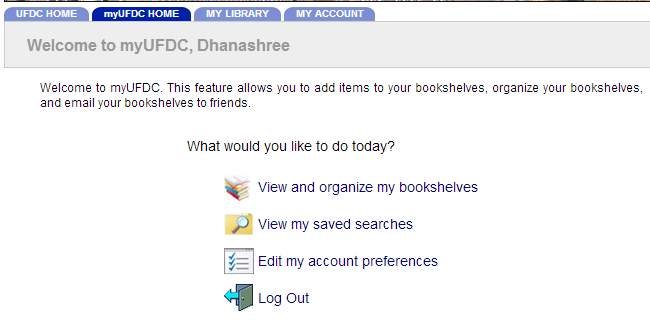 UFDC HOME myUFDC HOME MY LIBRARY MY ACCOUNT
Welcome to myUFDC, Dhanashree
Welcome to myUFDC. This feature allows you to add items to your bookshelves, organize your bookshelves,
and email your bookshelves to friends.
What would you like to do today?
View and organize my bookshelves
View my saved searches
Edit my account preferences
Log Out